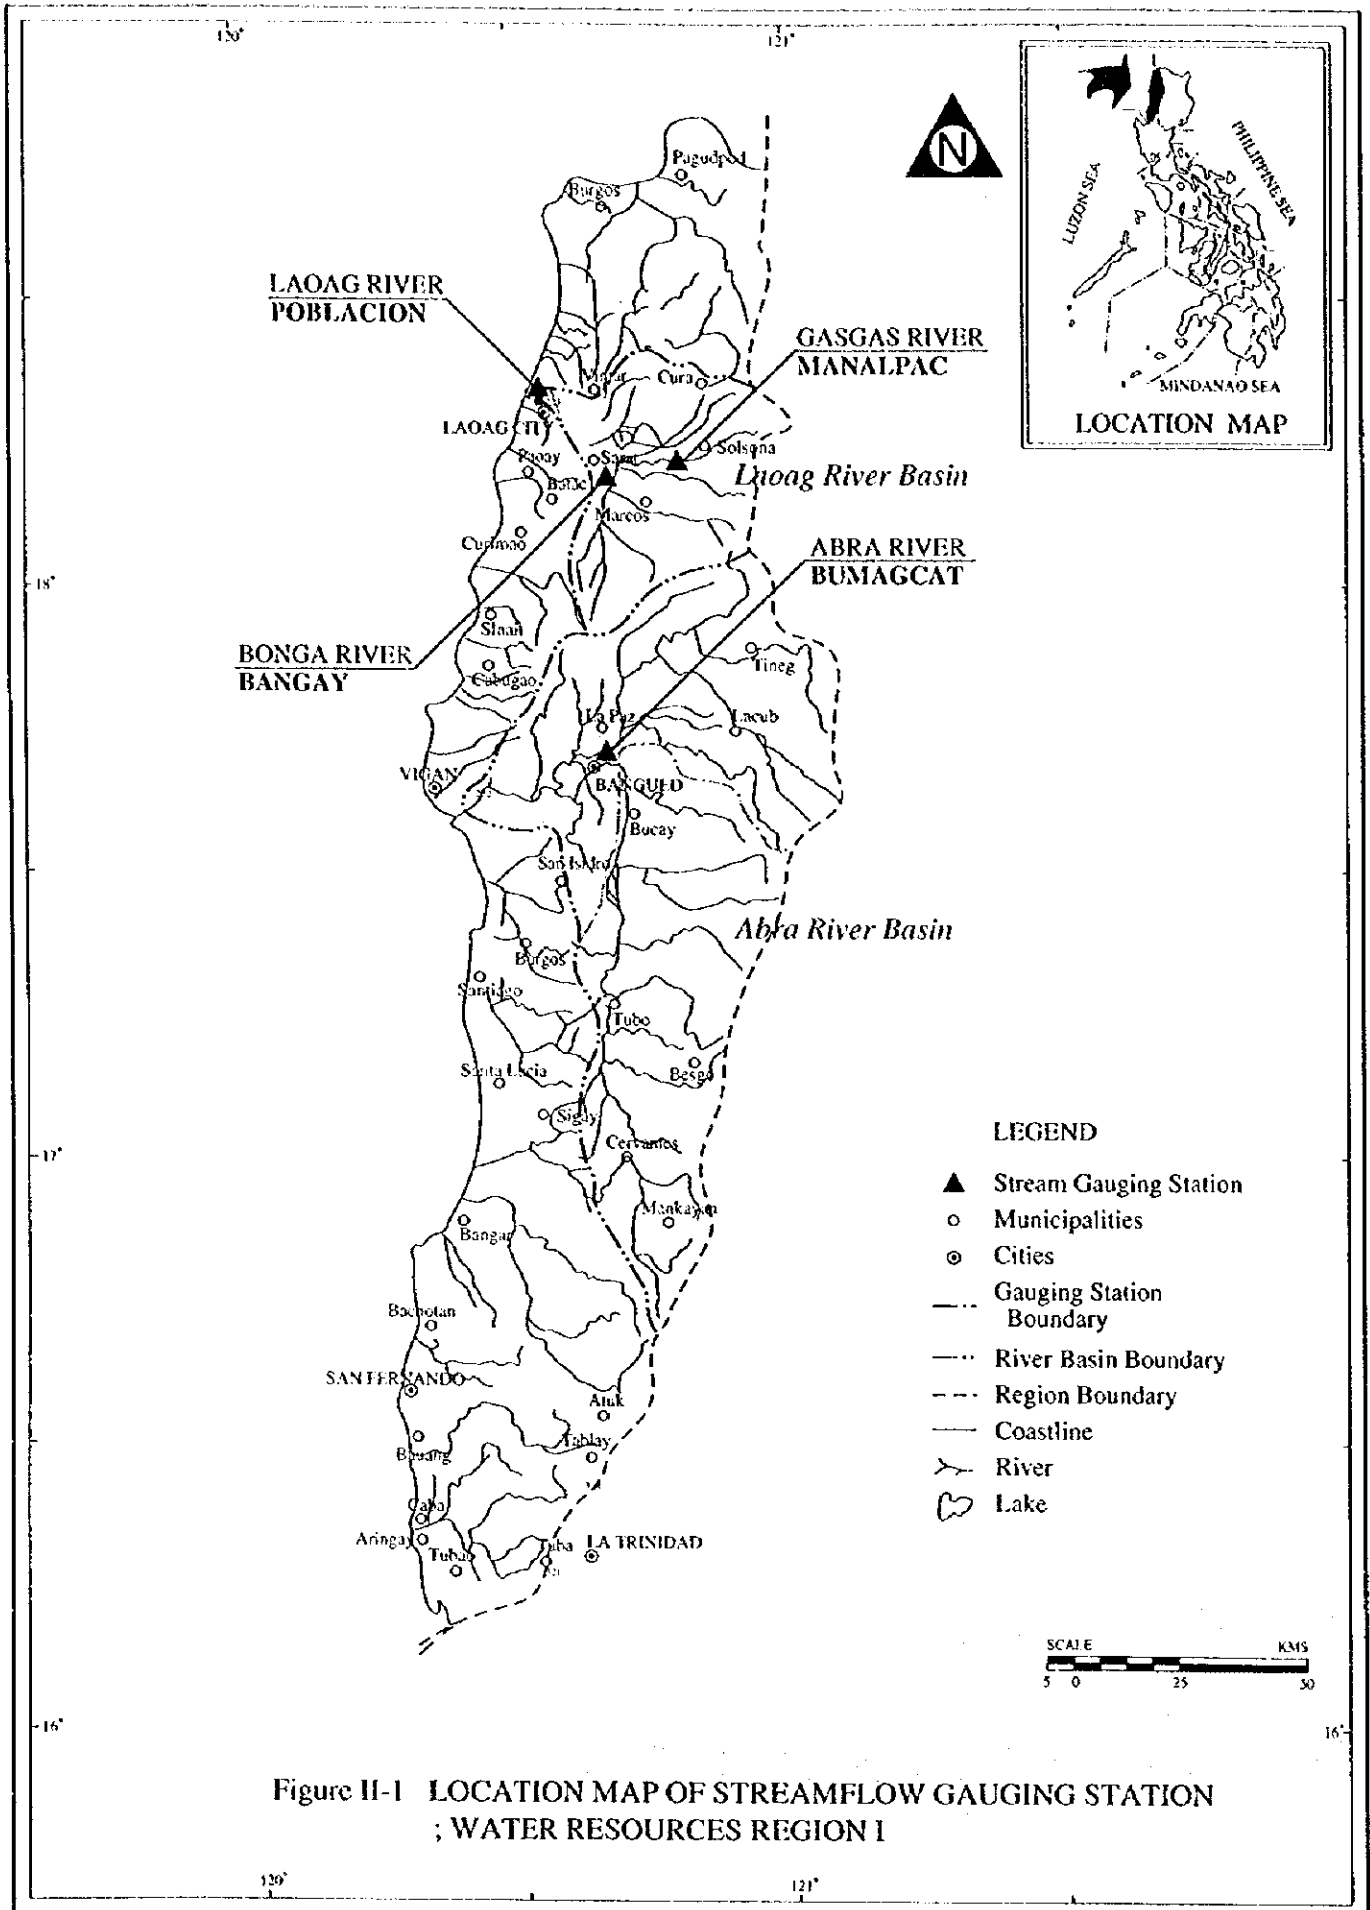 120°
121°
N
LUZON SEA
PHILIPPINE SEA
MINDANAO SEA
LOCATION MAP
Pagudpud
Burgos
LAOAG RIVER
POBLACION
GASGAS RIVER
MANALPAC
Cura
LAOAG CITY
Solsona
Paoay
Laoag River Basin
Batac
Marcos
Currimao
ABRA RIVER
BUMAGCAT
18°
BONGA RIVER
BANGAY
Cabugao
Tineg
La Paz
Lacub
VIGAN
BANGUED
Bucay
San Isidro
Abra River Basin
Burgos
Santiago
Tubo
Santa Lucia
Besgo
Sigay
Cervantes
17°
Mankayan
Bangar
Bacnotan
SAN FERNANDO
Atuk
Tablay
Bauang
Caba
Aringay
Tubao
Tuba
LA TRINIDAD
LEGEND
Stream Gauging Station
Municipalities
Cities
Gauging Station
Boundary
River Basin Boundary
Region Boundary
Coastline
River
Lake
SCALE KMS
5 0 25 50
16°
16°
Figure II-1 LOCATION MAP OF STREAMFLOW GAUGING STATION
; WATER RESOURCES REGION I
120°
121°